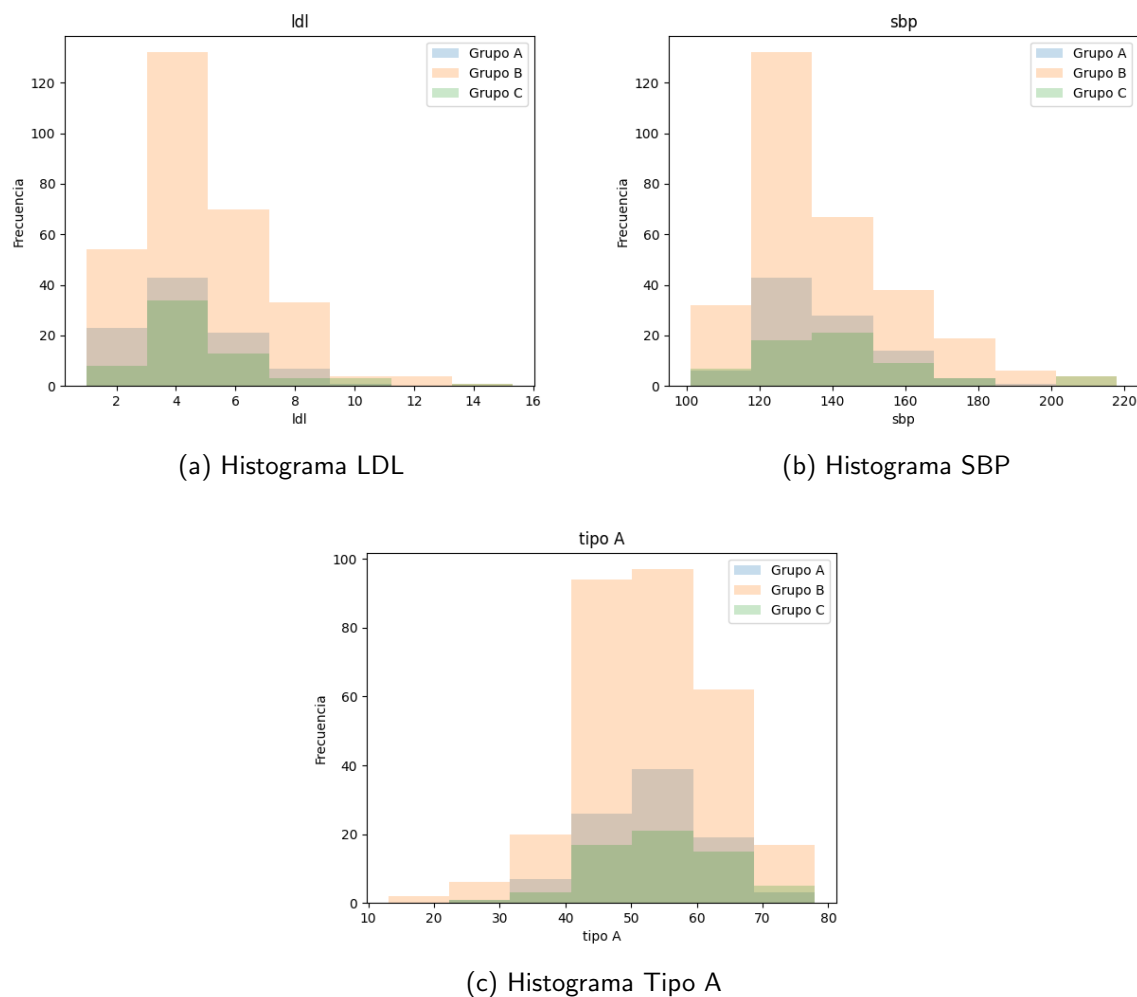 ldl
Frecuencia
0
20
40
60
80
100
120
2 4 6 8 10 12 14 16
ldl
Grupo A
Grupo B
Grupo C
(a) Histograma LDL
sbp
Frecuencia
0
20
40
60
80
100
120
100 120 140 160 180 200 220
sbp
Grupo A
Grupo B
Grupo C
(b) Histograma SBP
tipo A
Frecuencia
0
20
40
60
80
100
10 20 30 40 50 60 70 80
tipo A
Grupo A
Grupo B
Grupo C
(c) Histograma Tipo A